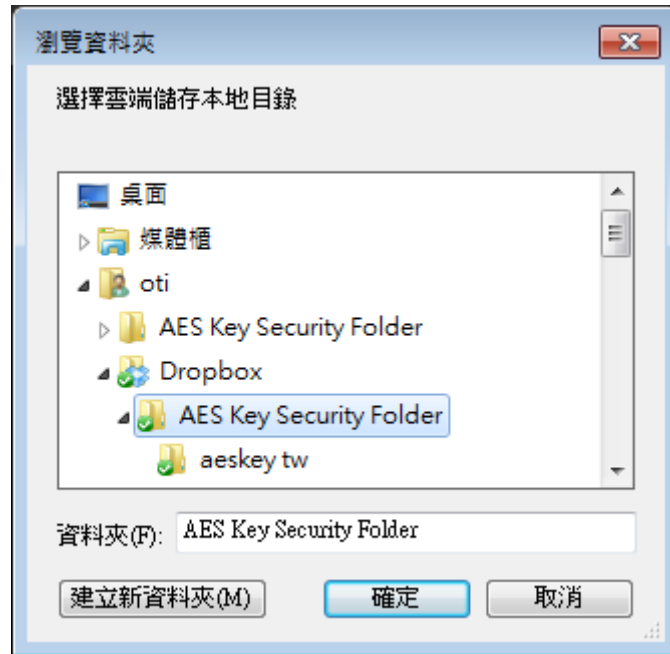 瀏覽資料夾
選擇雲端儲存本地目錄
桌面
媒體櫃
oti
AES Key Security Folder
Dropbox
AES Key Security Folder
aeskey tw
資料夾(F): AES Key Security Folder
建立新資料夾(M) 確定 取消